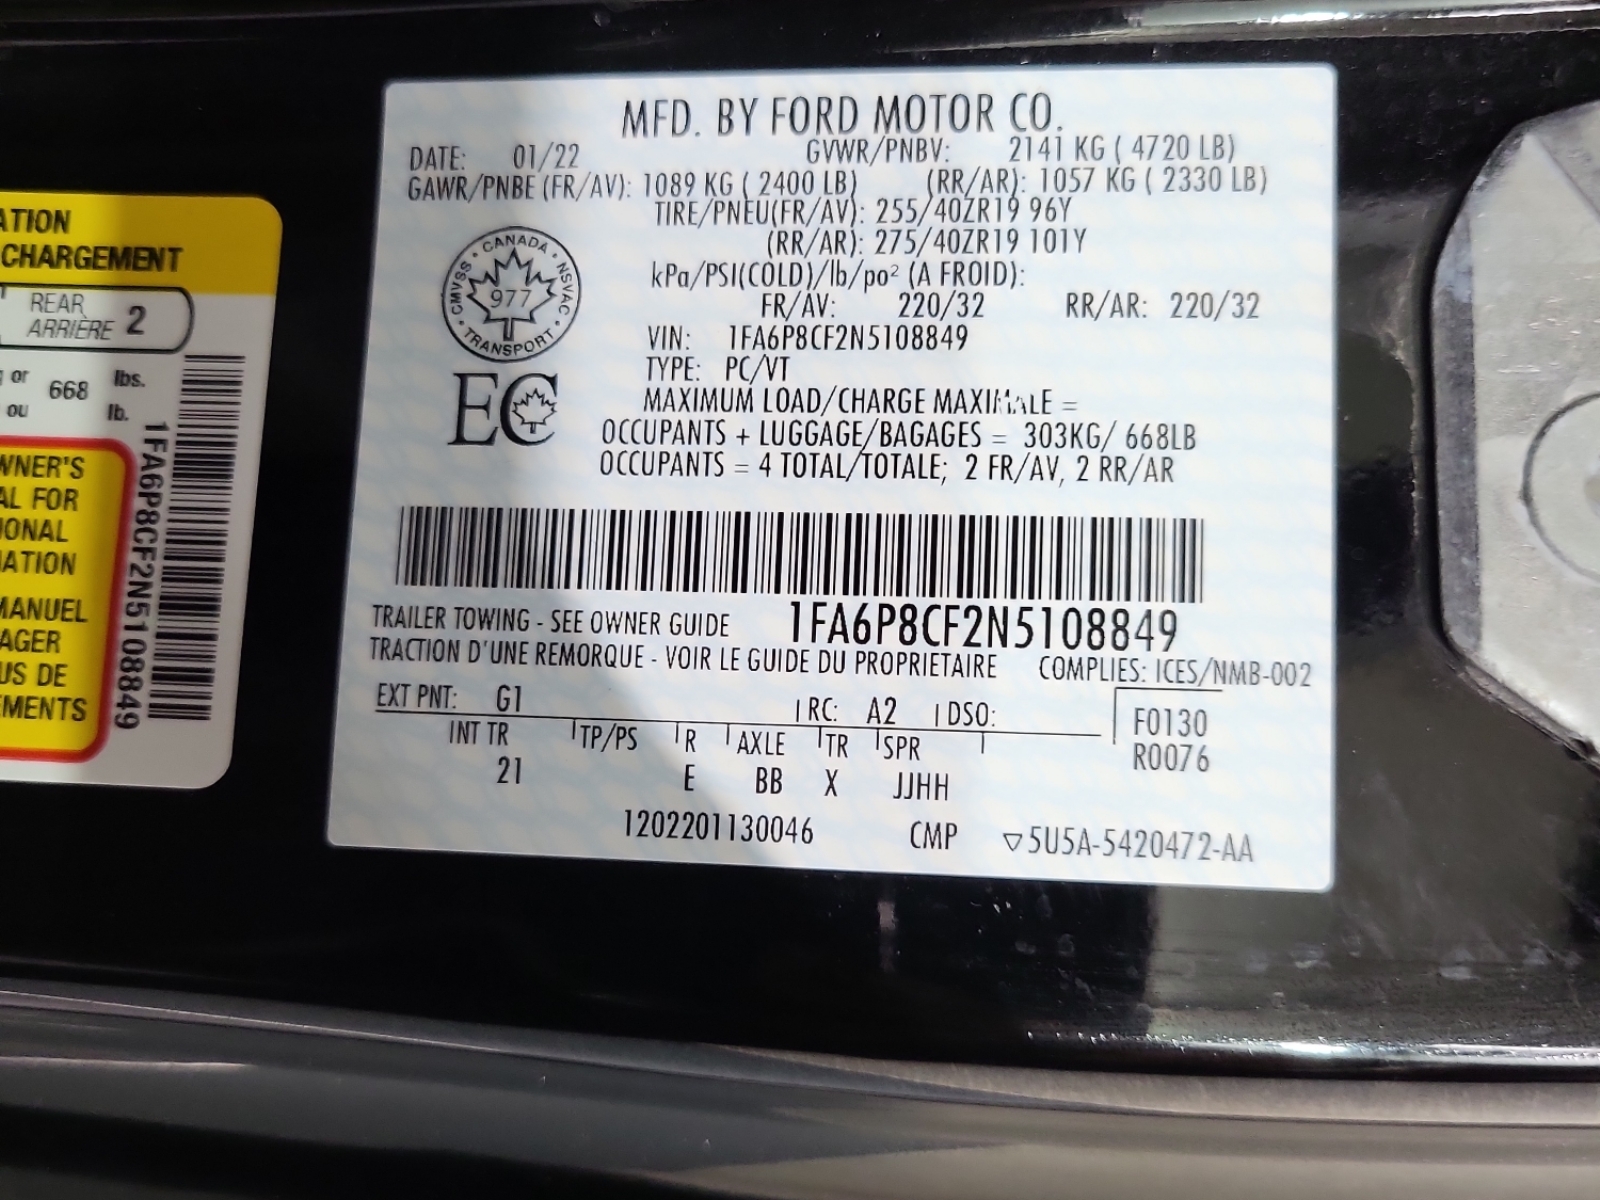 ATION
CHARGEMENT
REAR
ARRIÈRE 2
or 668 lbs.
ou lb.
WNER'S
AL FOR
IONAL
ATION
MANUEL
AGER
US DE
EMENTS
1FA6P8CF2N5108849
MFD. BY FORD MOTOR CO.
DATE: 01/22 GVWR/PNBV: 2141 KG ( 4720 LB)
GAWR/PNBE (FR/AV): 1089 KG ( 2400 LB) (RR/AR): 1057 KG ( 2330 LB)
TIRE/PNEU(FR/AV): 255/40ZR19 96Y
(RR/AR): 275/40ZR19 101Y
kPa/PSI(COLD)/lb/po² (A FROID):
FR/AV: 220/32 RR/AR: 220/32
VIN: 1FA6P8CF2N5108849
TYPE: PC/VT
MAXIMUM LOAD/CHARGE MAXIMALE =
OCCUPANTS + LUGGAGE/BAGAGES = 303KG/ 668LB
OCCUPANTS = 4 TOTAL/TOTALE; 2 FR/AV, 2 RR/AR
CANADA
CMVSS 977 NSVAC
TRANSPORT
EC
TRAILER TOWING - SEE OWNER GUIDE 1FA6P8CF2N5108849
TRACTION D'UNE REMORQUE - VOIR LE GUIDE DU PROPRIETAIRE COMPLIES: ICES/NMB-002
EXT PNT: G1 RC: A2 DSO: F0130
INT TR TP/PS R AXLE TR SPR R0076
21 E BB X JJHH
1202201130046 CMP ▽5U5A-5420472-AA